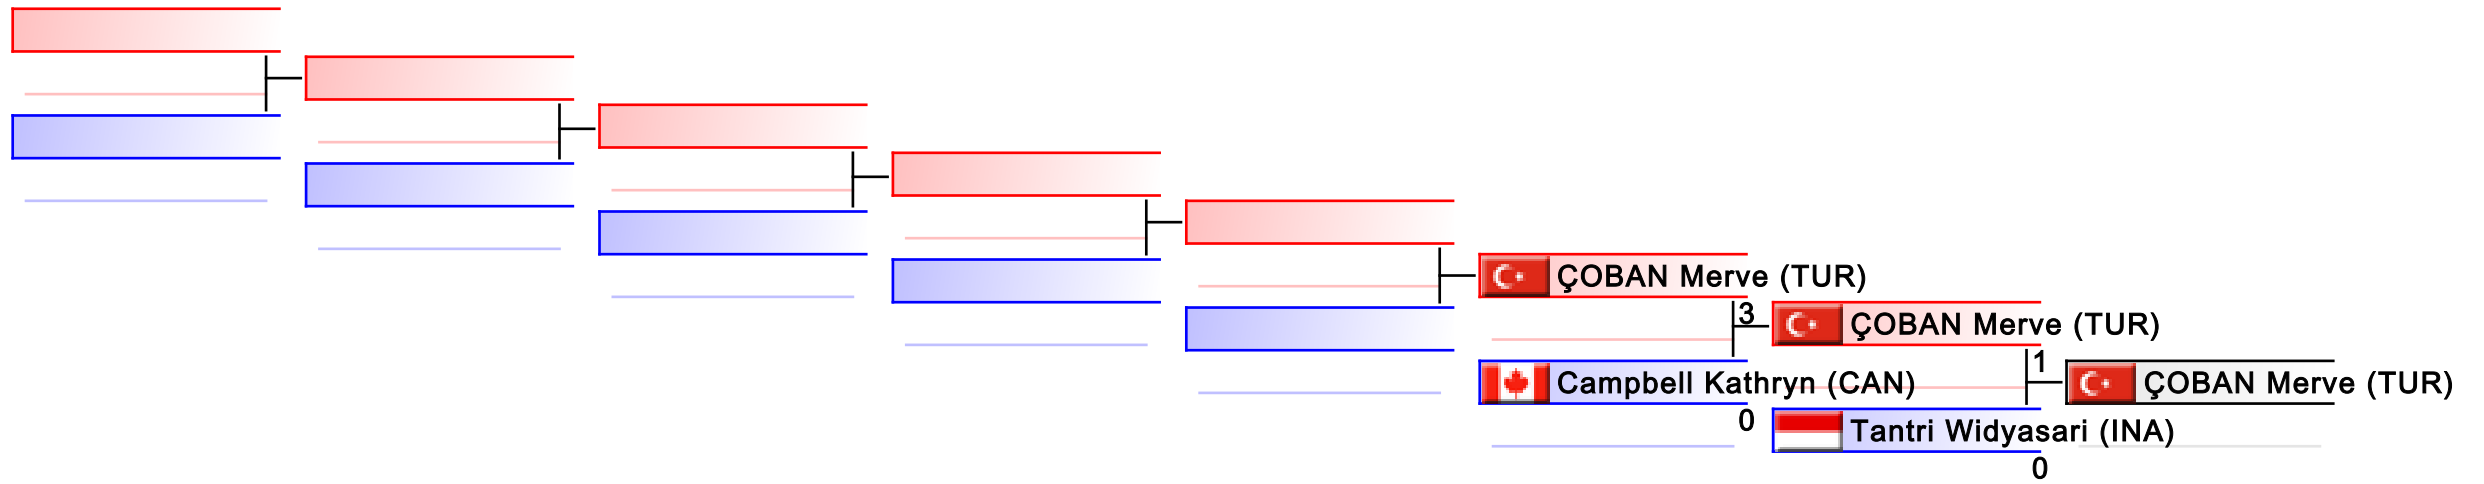 ÇOBAN Merve (TUR)
3
Campbell Kathryn (CAN)
0
ÇOBAN Merve (TUR)
1
Tantri Widyasari (INA)
0
ÇOBAN Merve (TUR)